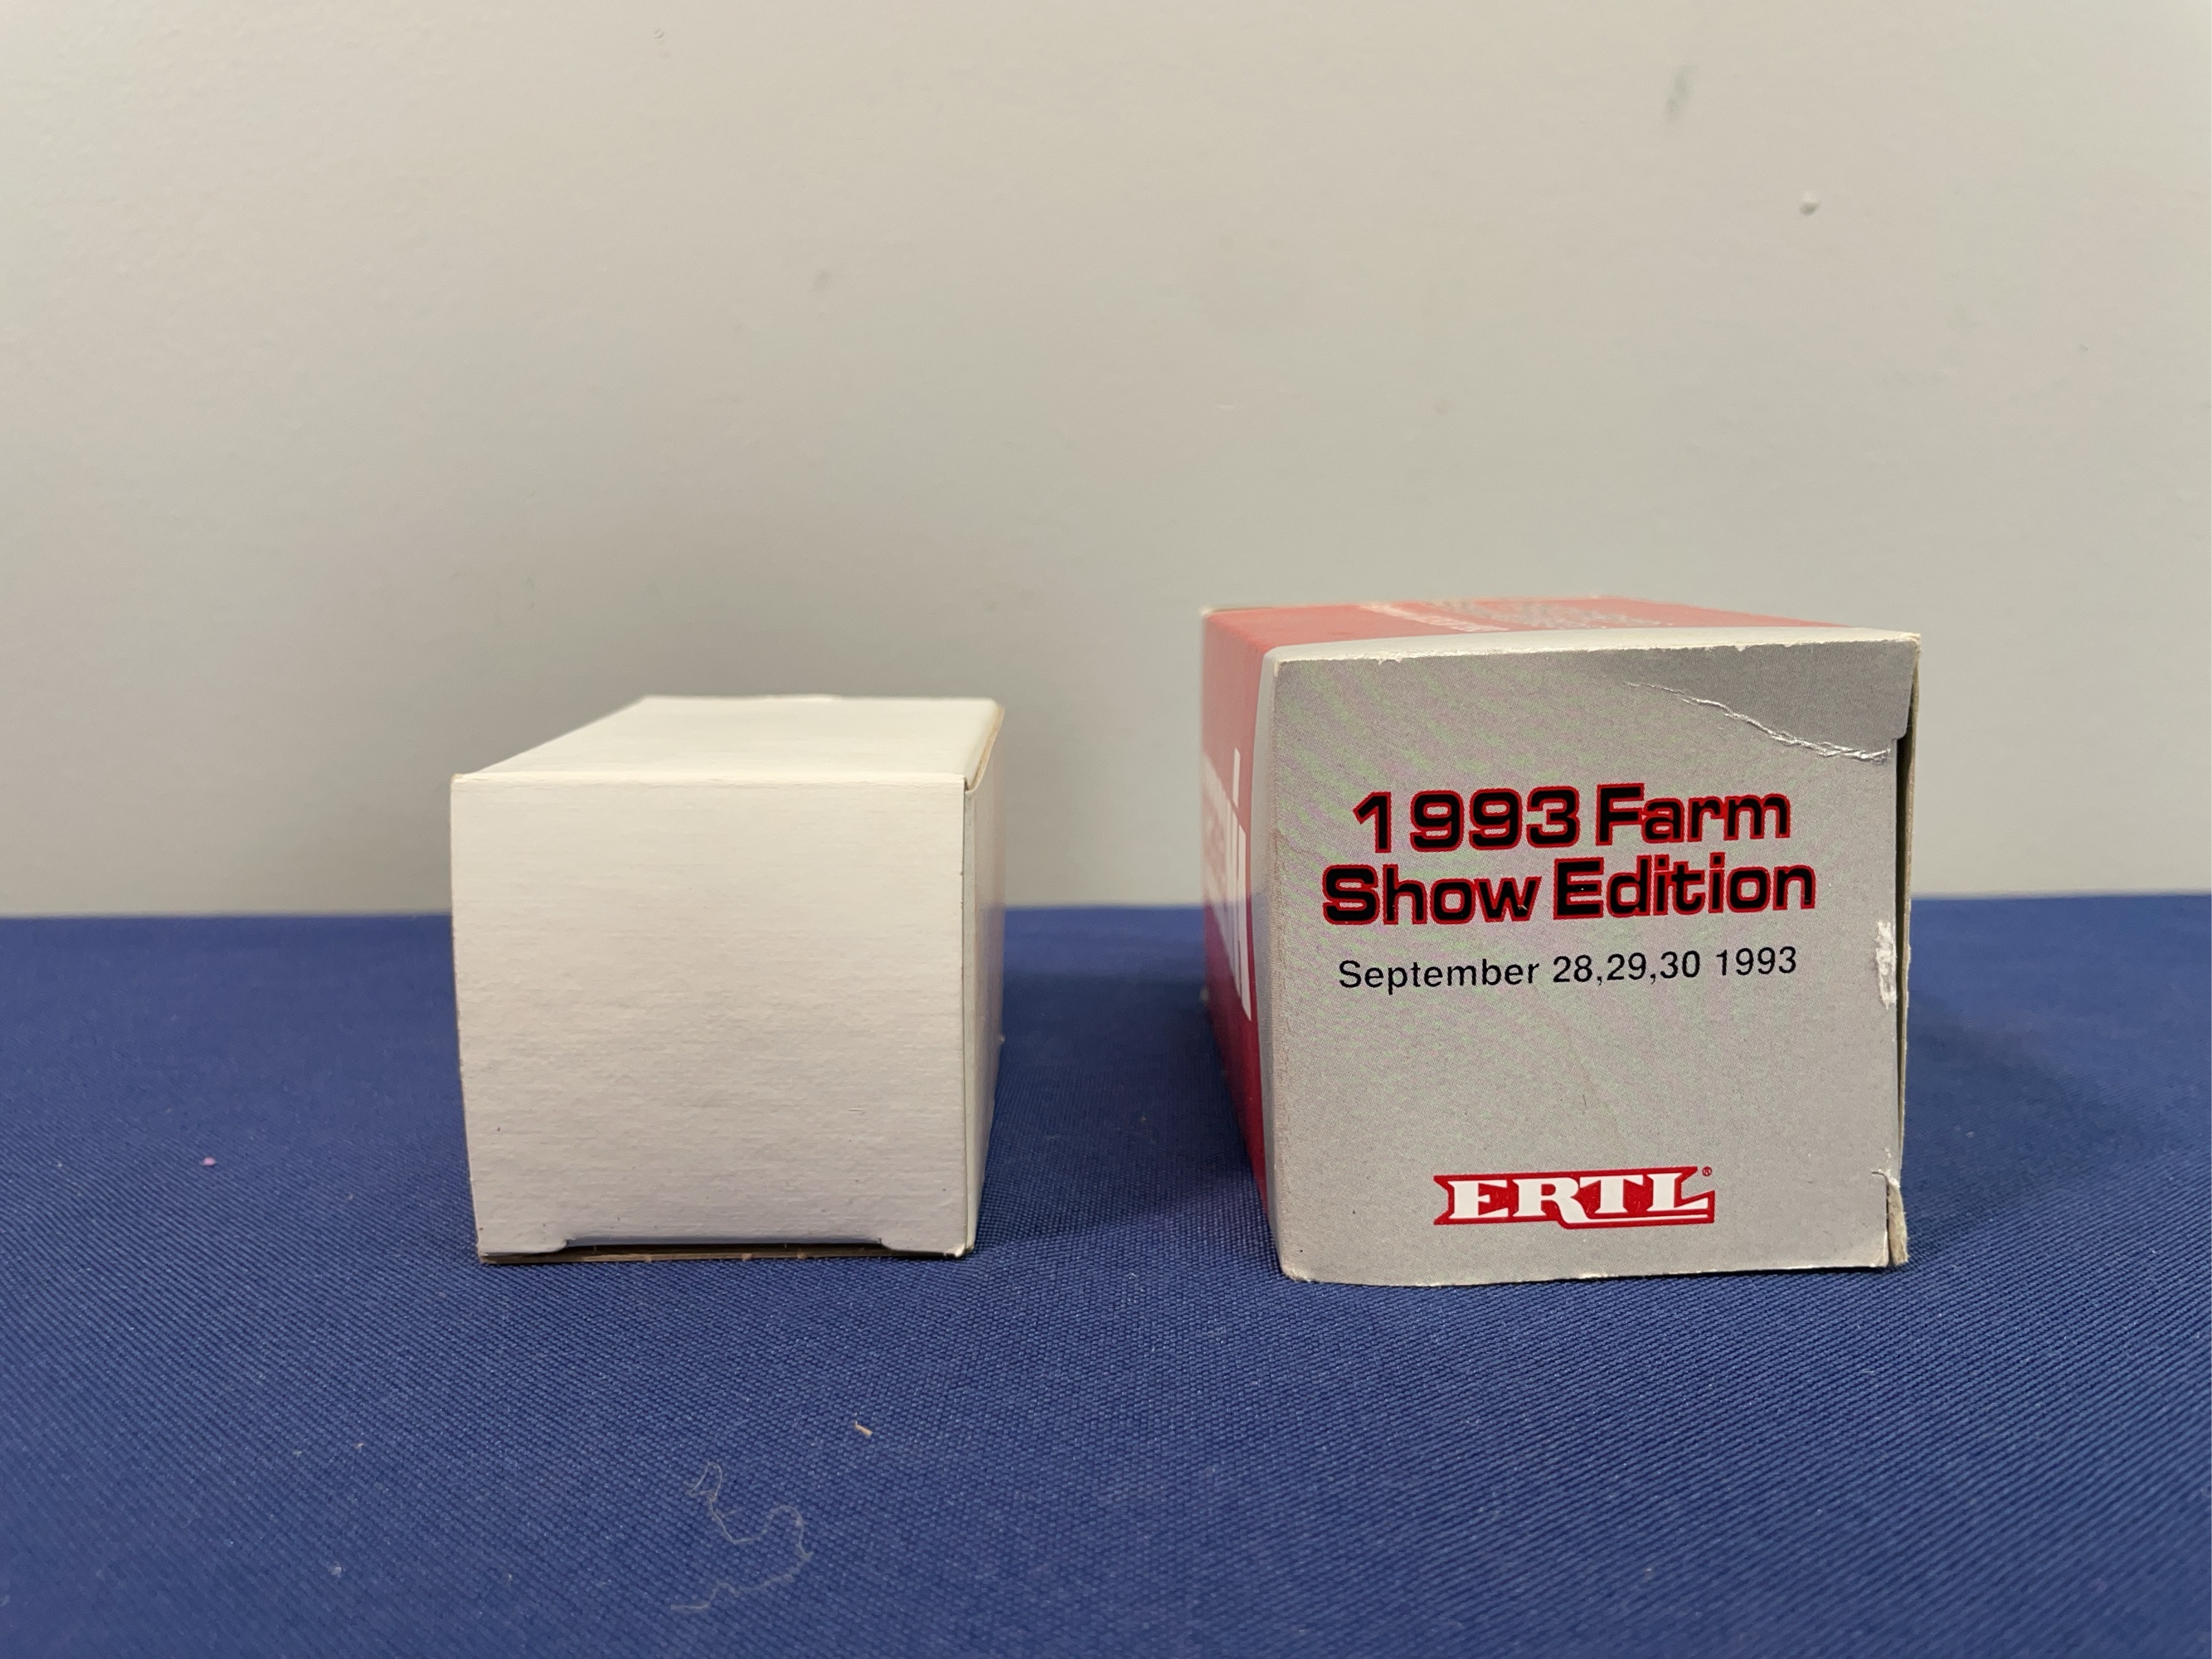 1993 Farm
Show Edition
September 28,29,30 1993
ERTL®